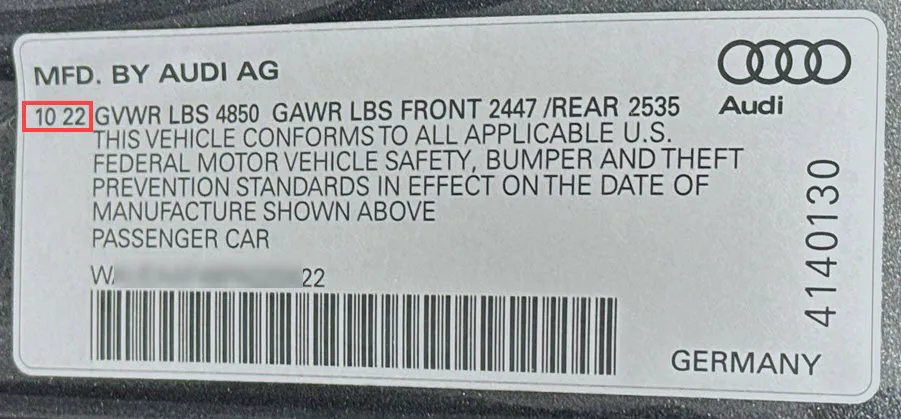 MFD. BY AUDI AG
Audi
10 22 GVWR LBS 4850 GAWR LBS FRONT 2447 /REAR 2535
THIS VEHICLE CONFORMS TO ALL APPLICABLE U.S.
FEDERAL MOTOR VEHICLE SAFETY, BUMPER AND THEFT
PREVENTION STANDARDS IN EFFECT ON THE DATE OF
MANUFACTURE SHOWN ABOVE
PASSENGER CAR
22
4140130
GERMANY